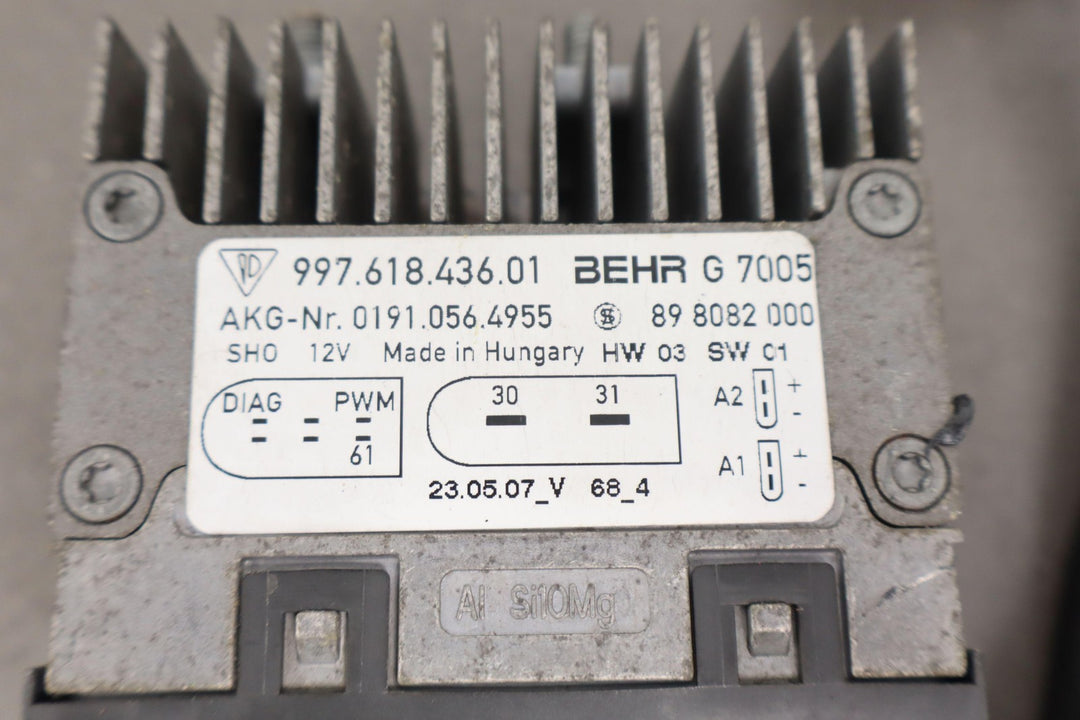 997.618.436.01 BEHR G 7005
AKG-Nr. 0191.056.4955 89 8082 000
SHO 12V Made in Hungary HW 03 SW 01
DIAG PWM
61
30 31
A2 + -
A1 + -
23.05.07_V 68_4
Al Si10Mg